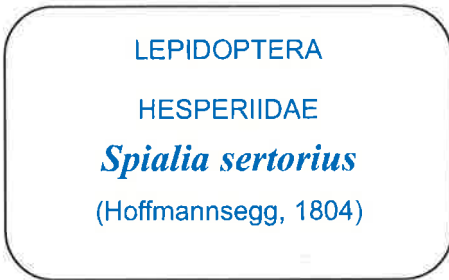 LEPIDOPTERA
HESPERIIDAE
Spialia sertorius
(Hoffmannsegg, 1804)